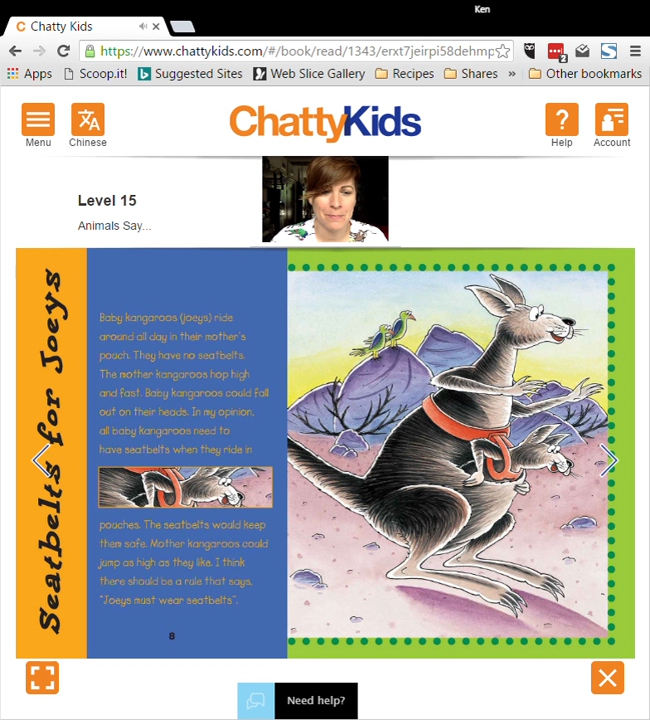 Ken
Chatty Kids
https://www.chattykids.com/#/book/read/1343/erxt7jeirpi58dehmp
2
Apps Scoop.it! Suggested Sites Web Slice Gallery Recipes Shares » Other bookmarks
Menu Chinese ChattyKids Help Account
Level 15
Animals Say...
Seatbelts for Joeys
Baby kangaroos (joeys) ride
around all day in their mother's
pouch. They have no seatbelts.
The mother kangaroos hop high
and fast. Baby kangaroos could fall
out on their heads. In my opinion,
all baby kangaroos need to
have seatbelts when they ride in
pouches. The seatbelts would keep
them safe. Mother kangaroos could
jump as high as they like. I think
there should be a rule that says,
"Joeys must wear seatbelts".
8
Need help?